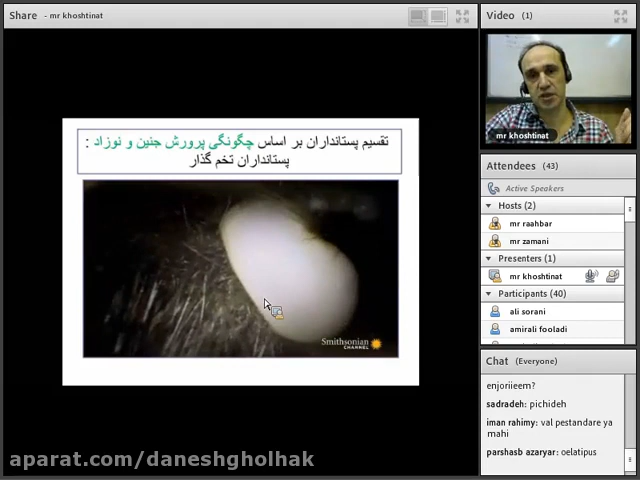 Share - mr khoshtinat
تقسیم پستانداران بر اساس چگونگی پرورش جنین و نوزاد :
پستانداران تخم گذار
Smithsonian
CHANNEL
aparat.com/daneshgholhak
Video (1)
mr khoshtinat
Attendees (43)
Active Speakers
Hosts (2)
mr raahbar
mr zamani
Presenters (1)
mr khoshtinat
Participants (40)
ali sorani
amirali fooladi
Chat (Everyone)
enjoriieem?
sadradeh: pichideh
iman rahimy: val pestandare ya
mahi
parshasb azaryar: oelatipus